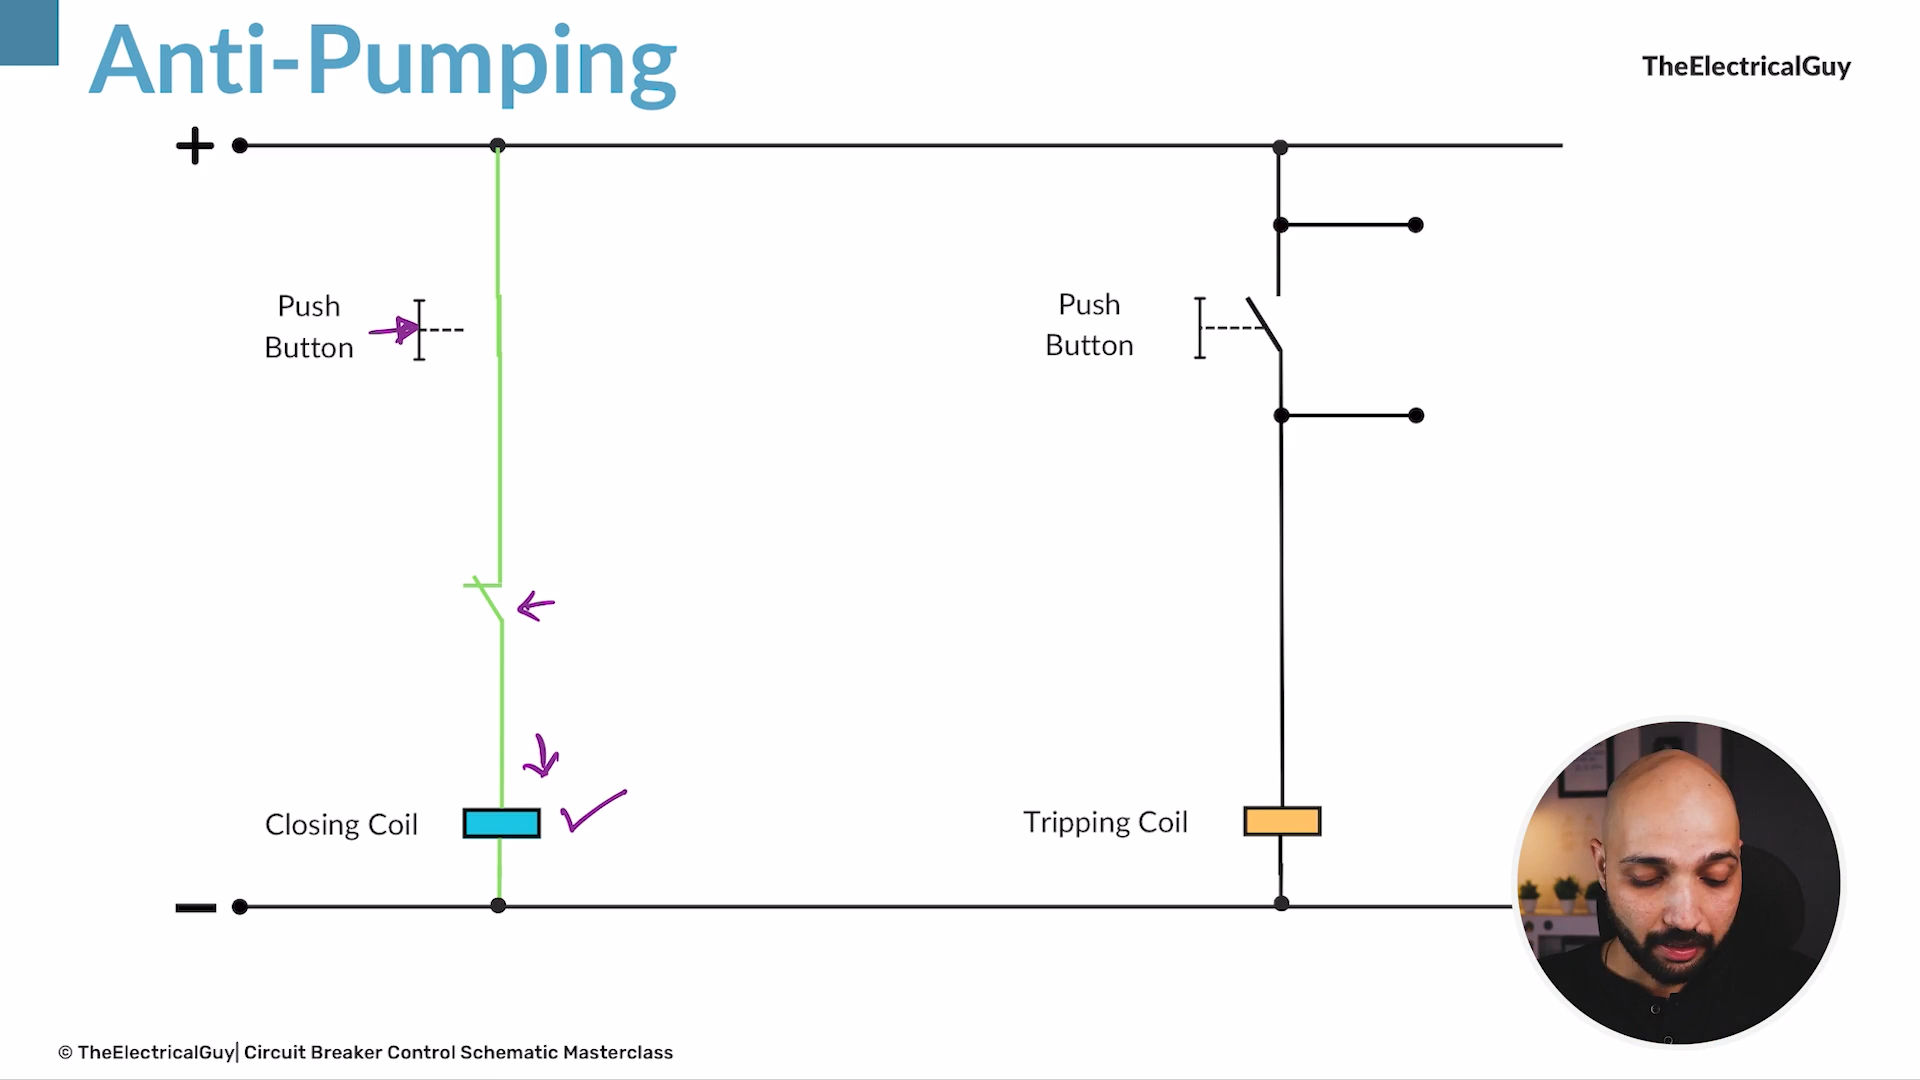 Anti-Pumping
TheElectricalGuy
+
Push
Button
Push
Button
Closing Coil
Tripping Coil
–
© TheElectricalGuy| Circuit Breaker Control Schematic Masterclass